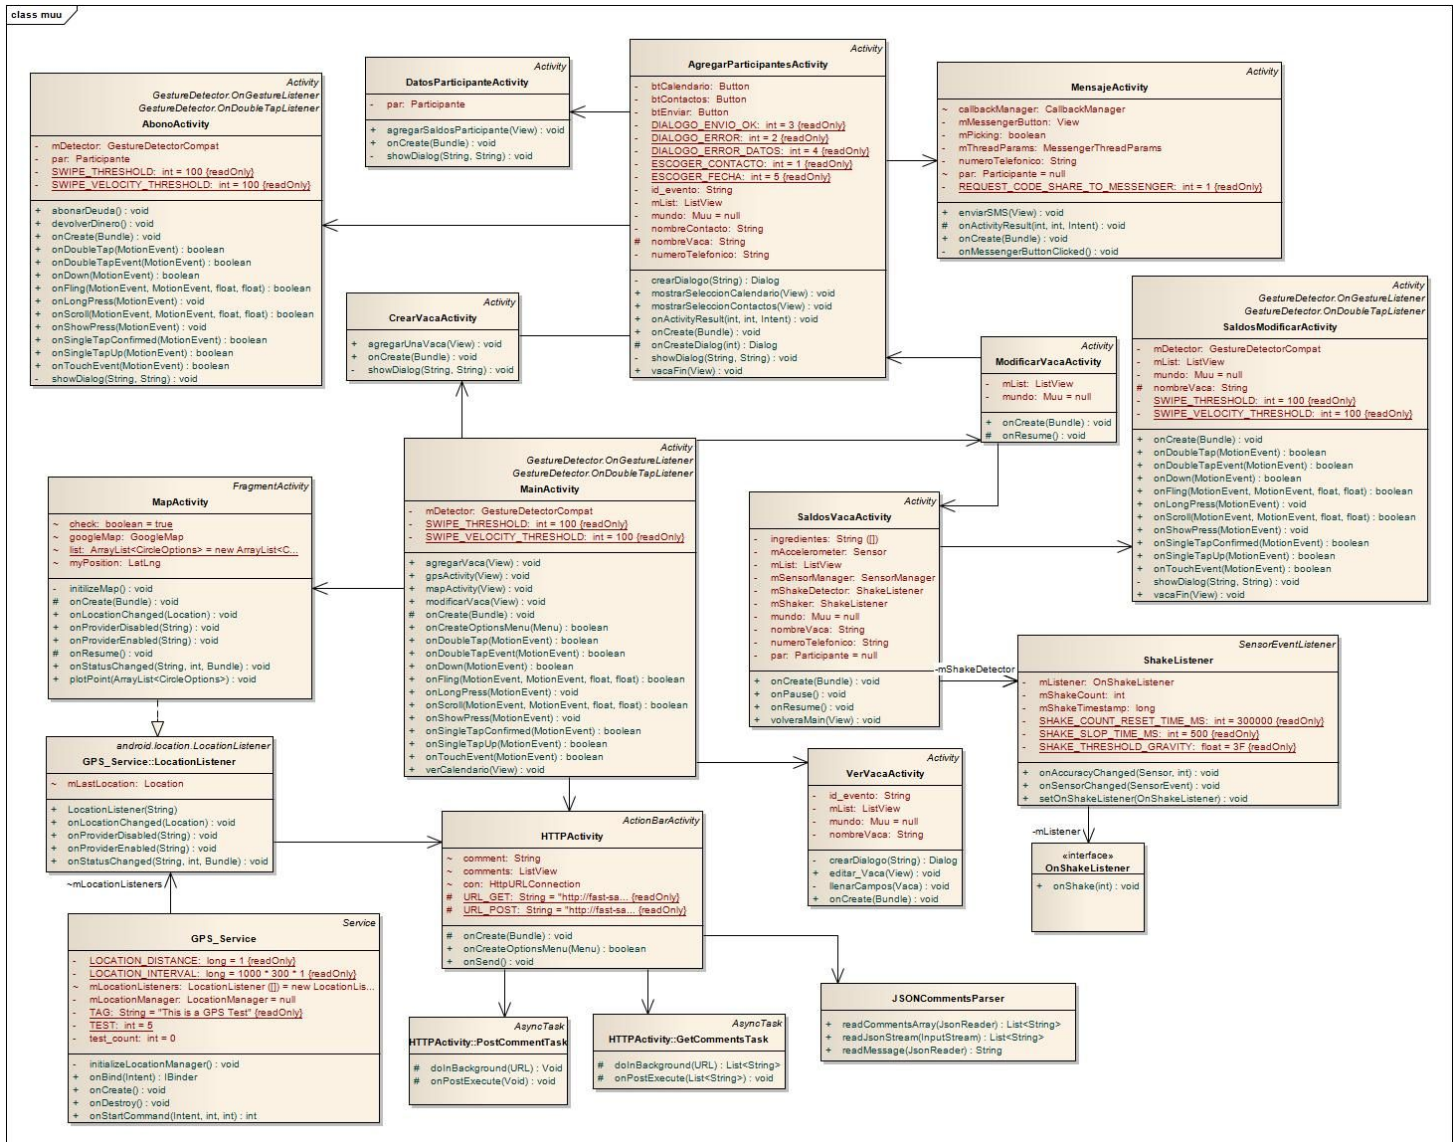 class muu
Activity
GestureDetector.OnGestureListener
GestureDetector.OnDoubleTapListener
AbonoActivity
- mDetector: GestureDetectorCompat
- par: Participante
- SWIPE_THRESHOLD: int = 100 {readOnly}
- SWIPE_VELOCITY_THRESHOLD: int = 100 {readOnly}
+ abonarDeuda() : void
+ devolverDinero() : void
+ onCreate(Bundle) : void
+ onDoubleTap(MotionEvent) : boolean
+ onDoubleTapEvent(MotionEvent) : boolean
+ onDown(MotionEvent) : boolean
+ onFling(MotionEvent, MotionEvent, float, float) : boolean
+ onLongPress(MotionEvent) : void
+ onScroll(MotionEvent, MotionEvent, float, float) : boolean
+ onShowPress(MotionEvent) : void
+ onSingleTapConfirmed(MotionEvent) : boolean
+ onSingleTapUp(MotionEvent) : boolean
+ onTouchEvent(MotionEvent) : boolean
- showDialog(String, String) : void
Activity
DatosParticipanteActivity
- par: Participante
+ agregarSaldosParticipante(View) : void
+ onCreate(Bundle) : void
- showDialog(String, String) : void
Activity
AgregarParticipantesActivity
- btCalendario: Button
- btContactos: Button
- btEnviar: Button
- DIALOGO_ENVIO_OK: int = 3 {readOnly}
- DIALOGO_ERROR: int = 2 {readOnly}
- DIALOGO_ERROR_DATOS: int = 4 {readOnly}
- ESCOGER_CONTACTO: int = 1 {readOnly}
- ESCOGER_FECHA: int = 5 {readOnly}
- id_evento: String
- mList: ListView
- mundo: Muu = null
- nombreContacto: String
# nombreVaca: String
- numeroTelefonico: String
- crearDialogo(String) : Dialog
+ mostrarSeleccionCalendario(View) : void
+ mostrarSeleccionContactos(View) : void
+ onActivityResult(int, int, Intent) : void
+ onCreate(Bundle) : void
# onCreateDialog(int) : Dialog
- showDialog(String, String) : void
+ vacaFin(View) : void
Activity
MensajeActivity
~ callbackManager: CallbackManager
- mMessengerButton: View
- mPicking: boolean
- mThreadParams: MessengerThreadParams
- numeroTelefonico: String
~ par: Participante = null
- REQUEST_CODE_SHARE_TO_MESSENGER: int = 1 {readOnly}
+ enviarSMS(View) : void
# onActivityResult(int, int, Intent) : void
+ onCreate(Bundle) : void
- onMessengerButtonClicked() : void
Activity
CrearVacaActivity
+ agregarUnaVaca(View) : void
+ onCreate(Bundle) : void
- showDialog(String, String) : void
Activity
ModificarVacaActivity
- mList: ListView
- mundo: Muu = null
+ onCreate(Bundle) : void
# onResume() : void
Activity
GestureDetector.OnGestureListener
GestureDetector.OnDoubleTapListener
SaldosModificarActivity
- mDetector: GestureDetectorCompat
- mList: ListView
- mundo: Muu = null
# nombreVaca: String
- SWIPE_THRESHOLD: int = 100 {readOnly}
- SWIPE_VELOCITY_THRESHOLD: int = 100 {readOnly}
+ onCreate(Bundle) : void
+ onDoubleTap(MotionEvent) : boolean
+ onDoubleTapEvent(MotionEvent) : boolean
+ onDown(MotionEvent) : boolean
+ onFling(MotionEvent, MotionEvent, float, float) : boolean
+ onLongPress(MotionEvent) : void
+ onScroll(MotionEvent, MotionEvent, float, float) : boolean
+ onShowPress(MotionEvent) : void
+ onSingleTapConfirmed(MotionEvent) : boolean
+ onSingleTapUp(MotionEvent) : boolean
+ onTouchEvent(MotionEvent) : boolean
- showDialog(String, String) : void
+ vacaFin(View) : void
FragmentActivity
MapActivity
~ check: boolean = true
~ googleMap: GoogleMap
~ list: ArrayList<CircleOptions> = new ArrayList<C...
~ myPosition: LatLng
- initilizeMap() : void
# onCreate(Bundle) : void
+ onLocationChanged(Location) : void
+ onProviderDisabled(String) : void
+ onProviderEnabled(String) : void
# onResume() : void
+ onStatusChanged(String, int, Bundle) : void
+ plotPoint(ArrayList<CircleOptions>) : void
Activity
GestureDetector.OnGestureListener
GestureDetector.OnDoubleTapListener
MainActivity
- mDetector: GestureDetectorCompat
- SWIPE_THRESHOLD: int = 100 {readOnly}
- SWIPE_VELOCITY_THRESHOLD: int = 100 {readOnly}
+ agregarVaca(View) : void
+ gpsActivity(View) : void
+ mapActivity(View) : void
+ modificarVaca(View) : void
# onCreate(Bundle) : void
+ onCreateOptionsMenu(Menu) : boolean
+ onDoubleTap(MotionEvent) : boolean
+ onDoubleTapEvent(MotionEvent) : boolean
+ onDown(MotionEvent) : boolean
+ onFling(MotionEvent, MotionEvent, float, float) : boolean
+ onLongPress(MotionEvent) : void
+ onScroll(MotionEvent, MotionEvent, float, float) : boolean
+ onShowPress(MotionEvent) : void
+ onSingleTapConfirmed(MotionEvent) : boolean
+ onSingleTapUp(MotionEvent) : boolean
+ onTouchEvent(MotionEvent) : boolean
+ verCalendario(View) : void
Activity
SaldosVacaActivity
- ingredientes: String ([])
- mAccelerometer: Sensor
- mList: ListView
- mSensorManager: SensorManager
- mShakeDetector: ShakeListener
- mShaker: ShakeListener
- mundo: Muu = null
- nombreVaca: String
- numeroTelefonico: String
- par: Participante = null
+ onCreate(Bundle) : void
+ onPause() : void
+ onResume() : void
+ volveraMain(View) : void
-mShakeDetector
SensorEventListener
ShakeListener
- mListener: OnShakeListener
- mShakeCount: int
- mShakeTimestamp: long
- SHAKE_COUNT_RESET_TIME_MS: int = 300000 {readOnly}
- SHAKE_SLOP_TIME_MS: int = 500 {readOnly}
- SHAKE_THRESHOLD_GRAVITY: float = 3F {readOnly}
+ onAccuracyChanged(Sensor, int) : void
+ onSensorChanged(SensorEvent) : void
+ setOnShakeListener(OnShakeListener) : void
-mListener
«interface»
OnShakeListener
+ onShake(int) : void
android.location.LocationListener
GPS_Service::LocationListener
~ mLastLocation: Location
+ LocationListener(String)
+ onLocationChanged(Location) : void
+ onProviderDisabled(String) : void
+ onProviderEnabled(String) : void
+ onStatusChanged(String, int, Bundle) : void
~mLocationListeners
Activity
VerVacaActivity
- id_evento: String
- mList: ListView
- mundo: Muu = null
- nombreVaca: String
- crearDialogo(String) : Dialog
+ editar_Vaca(View) : void
- llenarCampos(Vaca) : void
+ onCreate(Bundle) : void
ActionBarActivity
HTTPActivity
~ comment: String
~ comments: ListView
~ con: HttpURLConnection
# URL_GET: String = "http://fast-sa... {readOnly}
# URL_POST: String = "http://fast-sa... {readOnly}
# onCreate(Bundle) : void
+ onCreateOptionsMenu(Menu) : boolean
+ onSend() : void
Service
GPS_Service
- LOCATION_DISTANCE: long = 1 {readOnly}
- LOCATION_INTERVAL: long = 1000 * 300 * 1 {readOnly}
~ mLocationListeners: LocationListener ([]) = new LocationLis...
- mLocationManager: LocationManager = null
- TAG: String = "This is a GPS Test" {readOnly}
- TEST: int = 5
- test_count: int = 0
- initializeLocationManager() : void
+ onBind(Intent) : IBinder
+ onCreate() : void
+ onDestroy() : void
+ onStartCommand(Intent, int, int) : int
AsyncTask
HTTPActivity::PostCommentTask
# doInBackground(URL) : Void
# onPostExecute(Void) : void
AsyncTask
HTTPActivity::GetCommentsTask
# doInBackground(URL) : List<String>
# onPostExecute(List<String>) : void
JSONCommentsParser
+ readCommentsArray(JsonReader) : List<String>
+ readJsonStream(InputStream) : List<String>
+ readMessage(JsonReader) : String